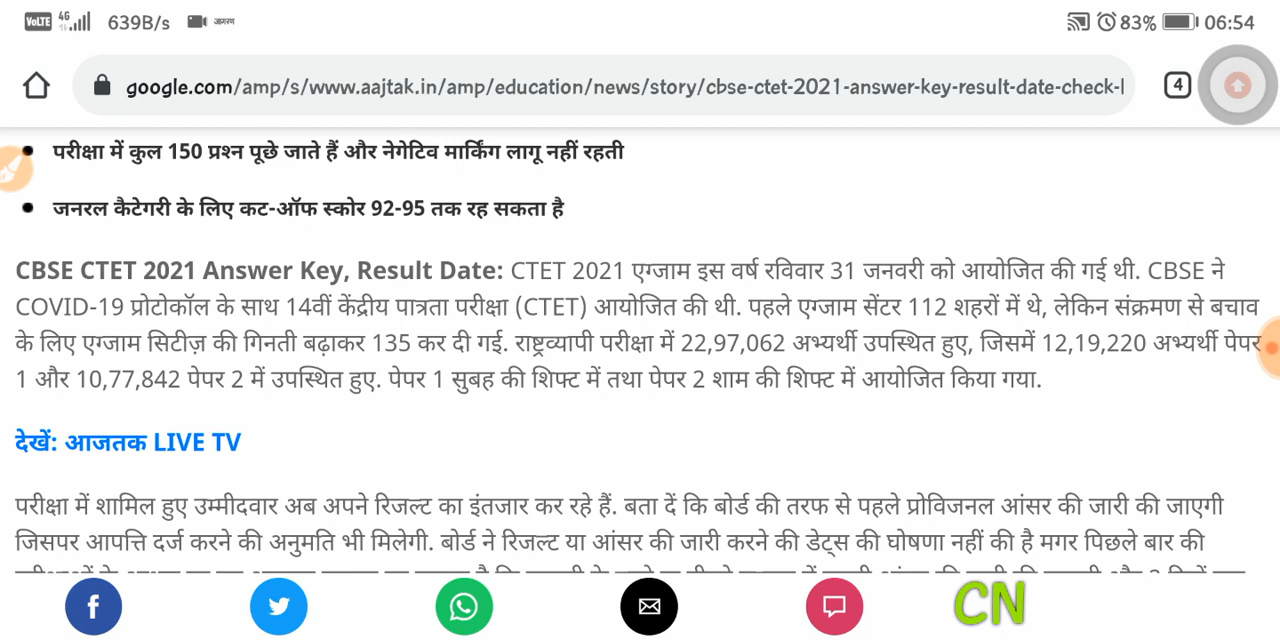 VoLTE 4G 639B/s जागरण 83% 06:54
google.com/amp/s/www.aajtak.in/amp/education/news/story/cbse-ctet-2021-answer-key-result-date-check-l 4
परीक्षा में कुल 150 प्रश्न पूछे जाते हैं और नेगेटिव मार्किंग लागू नहीं रहती
जनरल कैटेगरी के लिए कट-ऑफ स्कोर 92-95 तक रह सकता है
CBSE CTET 2021 Answer Key, Result Date: CTET 2021 एग्जाम इस वर्ष रविवार 31 जनवरी को आयोजित की गई थी. CBSE ने
COVID-19 प्रोटोकॉल के साथ 14वीं केंद्रीय पात्रता परीक्षा (CTET) आयोजित की थी. पहले एग्जाम सेंटर 112 शहरों में थे, लेकिन संक्रमण से बचाव
के लिए एग्जाम सिटीज़ की गिनती बढ़ाकर 135 कर दी गई. राष्ट्रव्यापी परीक्षा में 22,97,062 अभ्यर्थी उपस्थित हुए, जिसमें 12,19,220 अभ्यर्थी पेपर
1 और 10,77,842 पेपर 2 में उपस्थित हुए. पेपर 1 सुबह की शिफ्ट में तथा पेपर 2 शाम की शिफ्ट में आयोजित किया गया.
देखें: आजतक LIVE TV
परीक्षा में शामिल हुए उम्मीदवार अब अपने रिजल्ट का इंतजार कर रहे हैं. बता दें कि बोर्ड की तरफ से पहले प्रोविजनल आंसर की जारी की जाएगी
जिसपर आपत्ति दर्ज करने की अनुमति भी मिलेगी. बोर्ड ने रिजल्ट या आंसर की जारी करने की डेट्स की घोषणा नहीं की है मगर पिछले बार की
CN